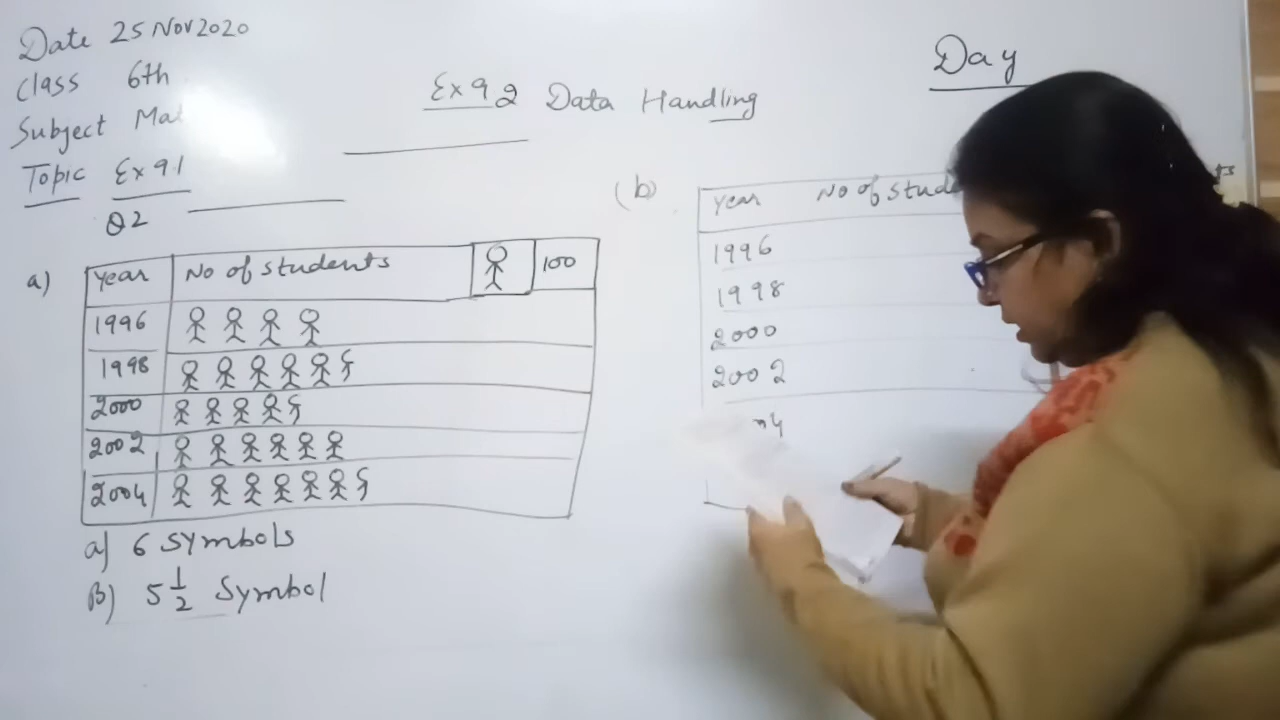 Date 25 Nov 2020
Class 6th
Subject Mat
Topic Ex 9.1
Q2
Ex 9.2 Data Handling
Day
a)
Year No of students 100
1996
1998
2000
2002
2004
a) 6 Symbols
B) 5 1/2 Symbol
(b)
Year No of stude
1996
1998
2000
2002